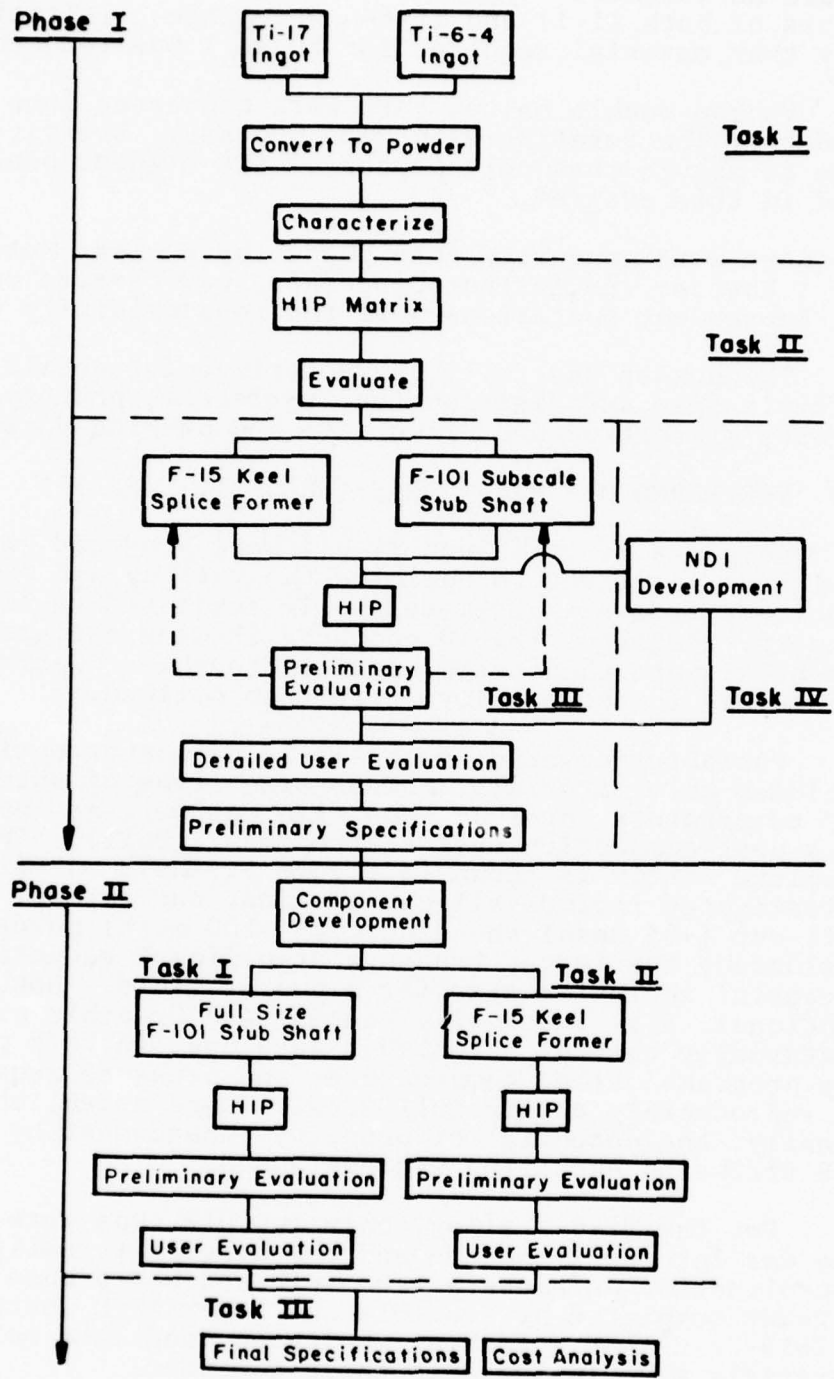 Phase I
Ti-17
Ingot
Ti-6-4
Ingot
Task I
Convert To Powder
Characterize
HIP Matrix
Task II
Evaluate
F-15 Keel
Splice Former
F-101 Subscale
Stub Shaft
NDI
Development
HIP
Preliminary
Evaluation
Task III
Task IV
Detailed User Evaluation
Preliminary Specifications
Phase II
Component
Development
Task I
Task II
Full Size
F-101 Stub Shaft
F-15 Keel
Splice Former
HIP
HIP
Preliminary Evaluation
Preliminary Evaluation
User Evaluation
User Evaluation
Task III
Final Specifications
Cost Analysis